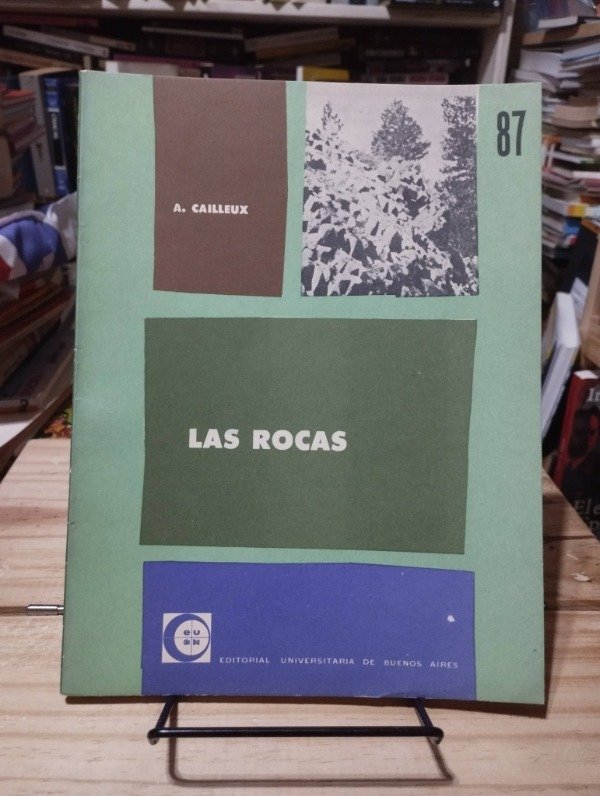 87
A. CAILLEUX
LAS ROCAS
EDITORIAL UNIVERSITARIA DE BUENOS AIRES